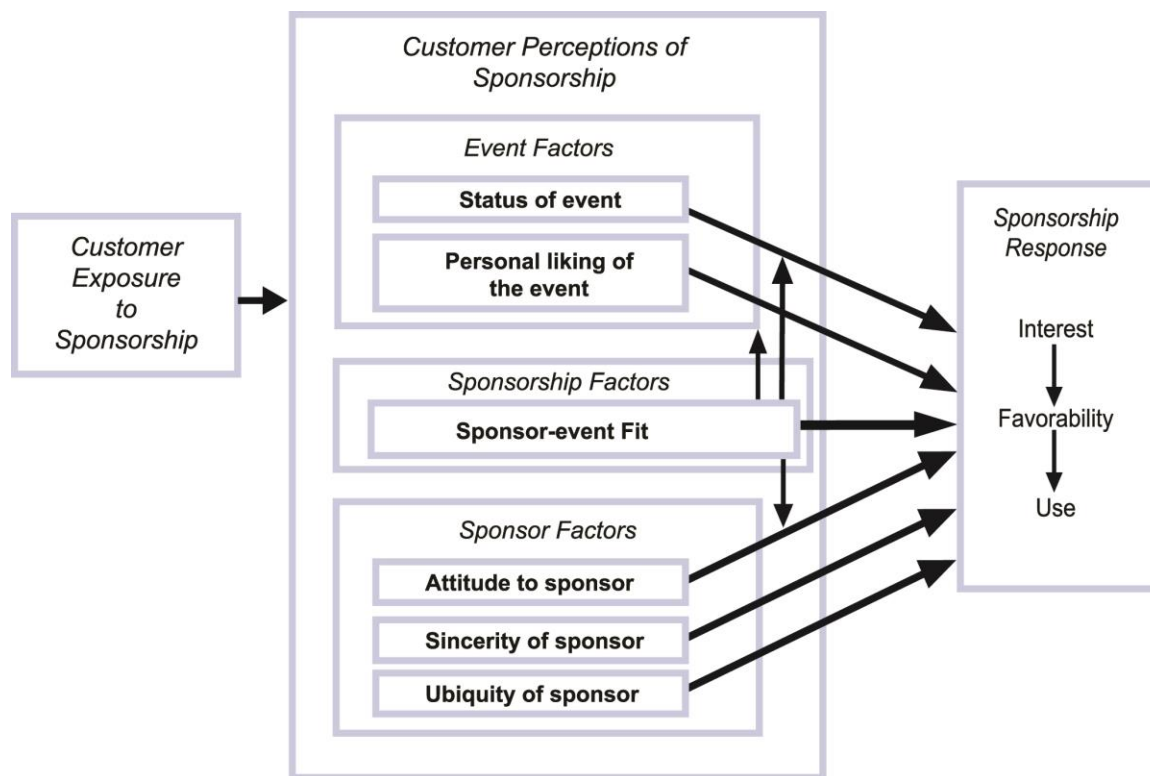 Customer Perceptions of
Sponsorship
Event Factors
Status of event
Personal liking of
the event
Customer
Exposure
to
Sponsorship
Sponsorship Factors
Sponsor-event Fit
Sponsor Factors
Attitude to sponsor
Sincerity of sponsor
Ubiquity of sponsor
Sponsorship
Response
Interest
Favorability
Use